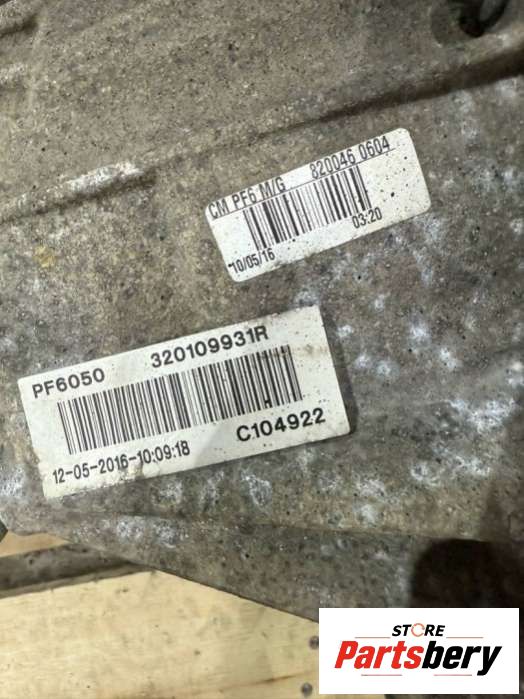 CM PF6 M/G 820046 0604
10/05/16 03:20
PF6050 320109931R
12-05-2016-10:09:18 C104922
STORE
Partsbery